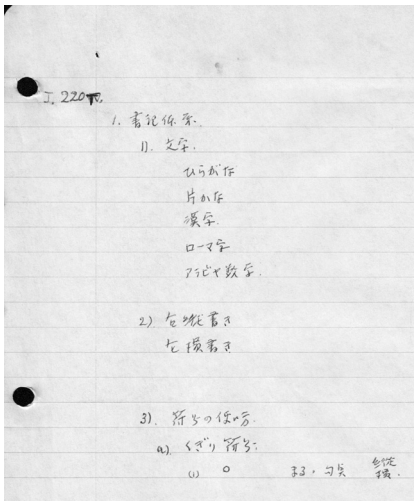 J. 220
1. 書記体系.
1). 文字.
ひらがな
片かな
漢字.
ローマ字
アラビヤ数字.
2) 縦書き
横書き
3). 符号の使い方.
a). くぎり符号:
(1) 。 まる・句点 縦 横.